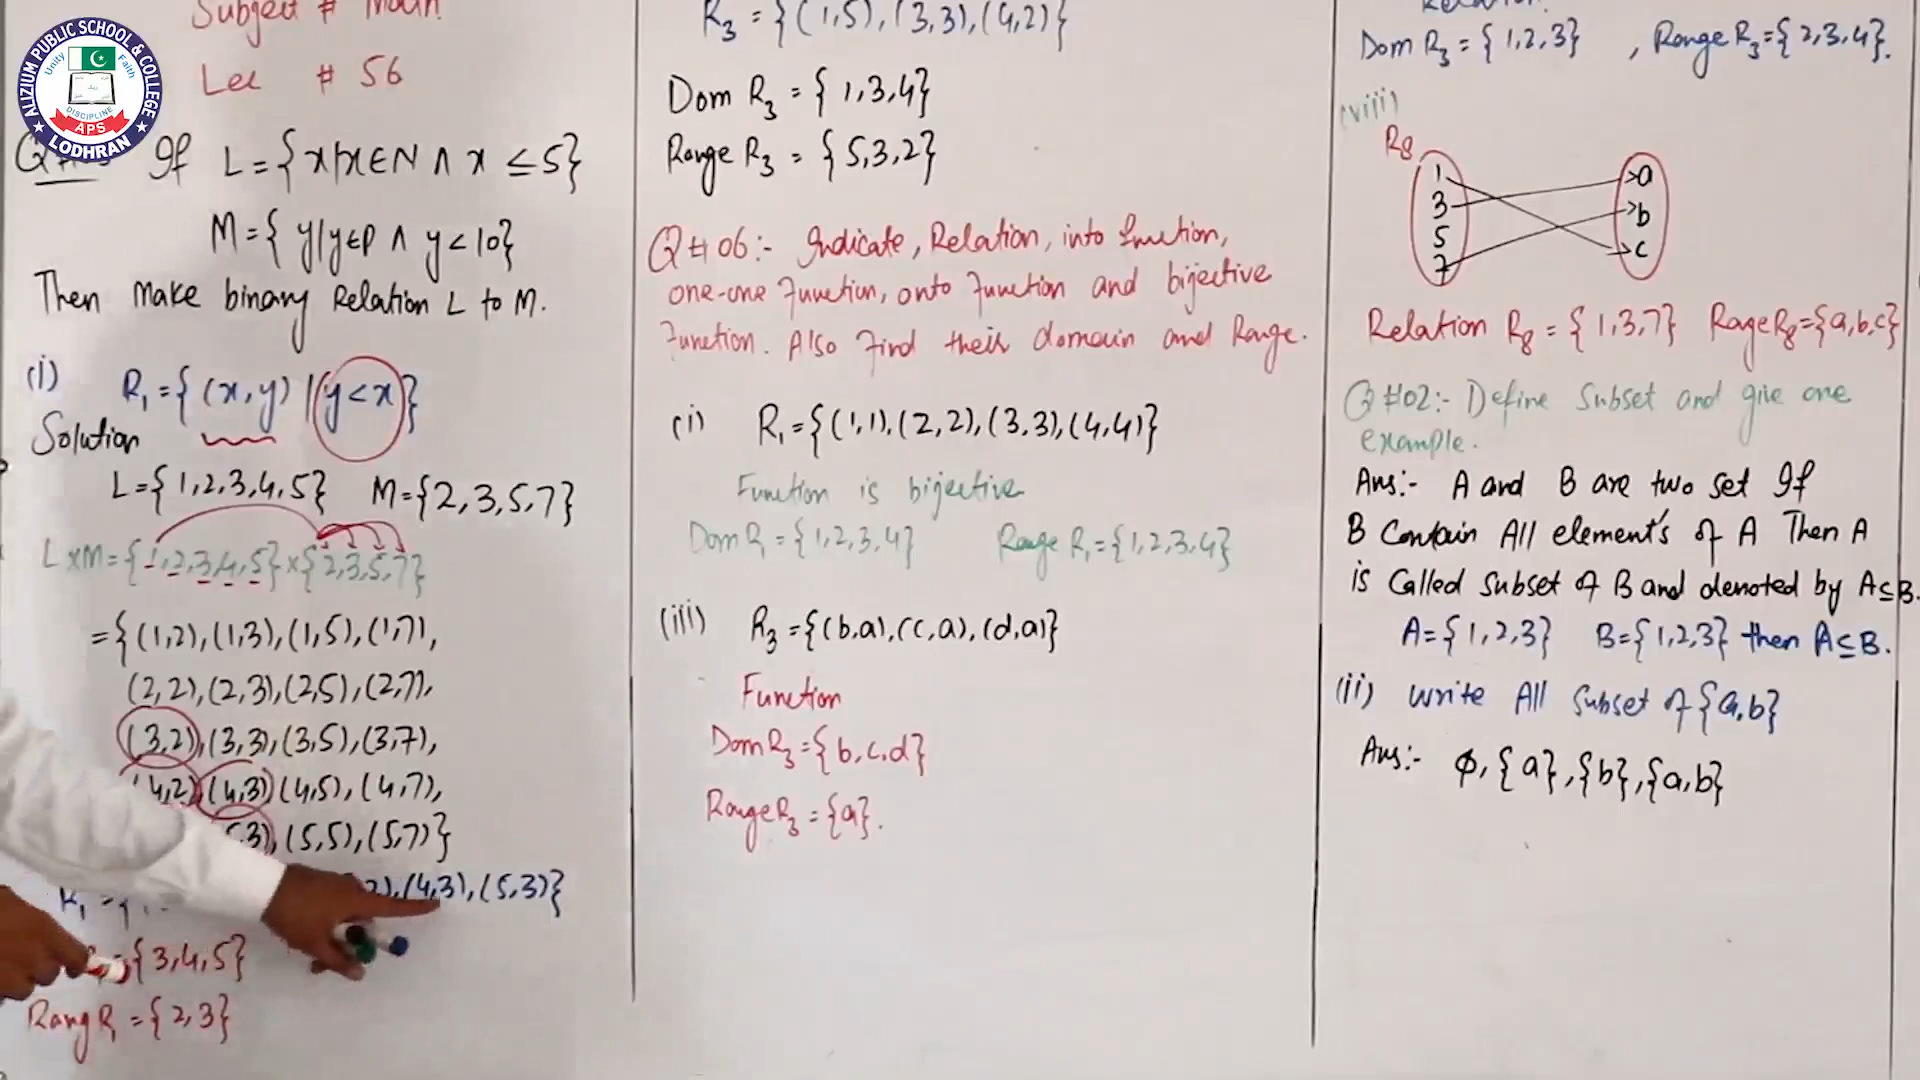 ALIZIUM PUBLIC SCHOOL & COLLEGE
Unity Faith
DISCIPLINE
APS
LODHRAN
Subject # Math
Lec # 56
If L = { x|x∈N ∧ x ≤ 5}
M = { y|y∈P ∧ y < 10}
Then Make binary Relation L to M.
(i) R₁ = { (x, y) | y < x }
Solution
L = { 1,2,3,4,5} M = {2,3,5,7}
L×M = { 1,2,3,4,5} × {2,3,5,7}
= { (1,2), (1,3), (1,5), (1,7),
(2,2), (2,3), (2,5), (2,7),
(3,2), (3,3), (3,5), (3,7),
(4,2), (4,3) (4,5), (4,7),
5,3), (5,5), (5,7)}
R₁ = { 2), (4,3), (5,3)}
= { 3,4,5}
Rang R₁ = { 2,3}
R₃ = { (1,5), (3,3), (4,2)}
Dom R₃ = { 1,3,4}
Range R₃ = { 5,3,2}
Q # 06:- Indicate, Relation, into function,
one-one Function, onto Function and bijective
Function. Also Find their domain and Range.
(i) R₁ = { (1,1), (2,2), (3,3), (4,4)}
Function is bijective
Dom R₁ = { 1,2,3,4} Range R₁ = { 1,2,3,4}
(iii) R₃ = {(b,a), (c,a), (d,a)}
Function
Dom R₃ = { b,c,d}
Range R₃ = {a}.
Relation.
Dom R₃ = { 1,2,3} , Range R₃ = { 2,3,4}.
(viii)
R₈
1 a
3 b
5 c
7
Relation R₈ = { 1,3,7} Rage R₈ = {a,b,c}
Q #02:- Define Subset and give one
example.
Ans:- A and B are two set If
B Contain All element's of A Then A
is Called Subset of B and denoted by A⊆B.
A = { 1,2,3} B = { 1,2,3} then A⊆B.
(ii) Write All Subset of {a,b}
Ans:- φ, { a}, {b}, {a,b}